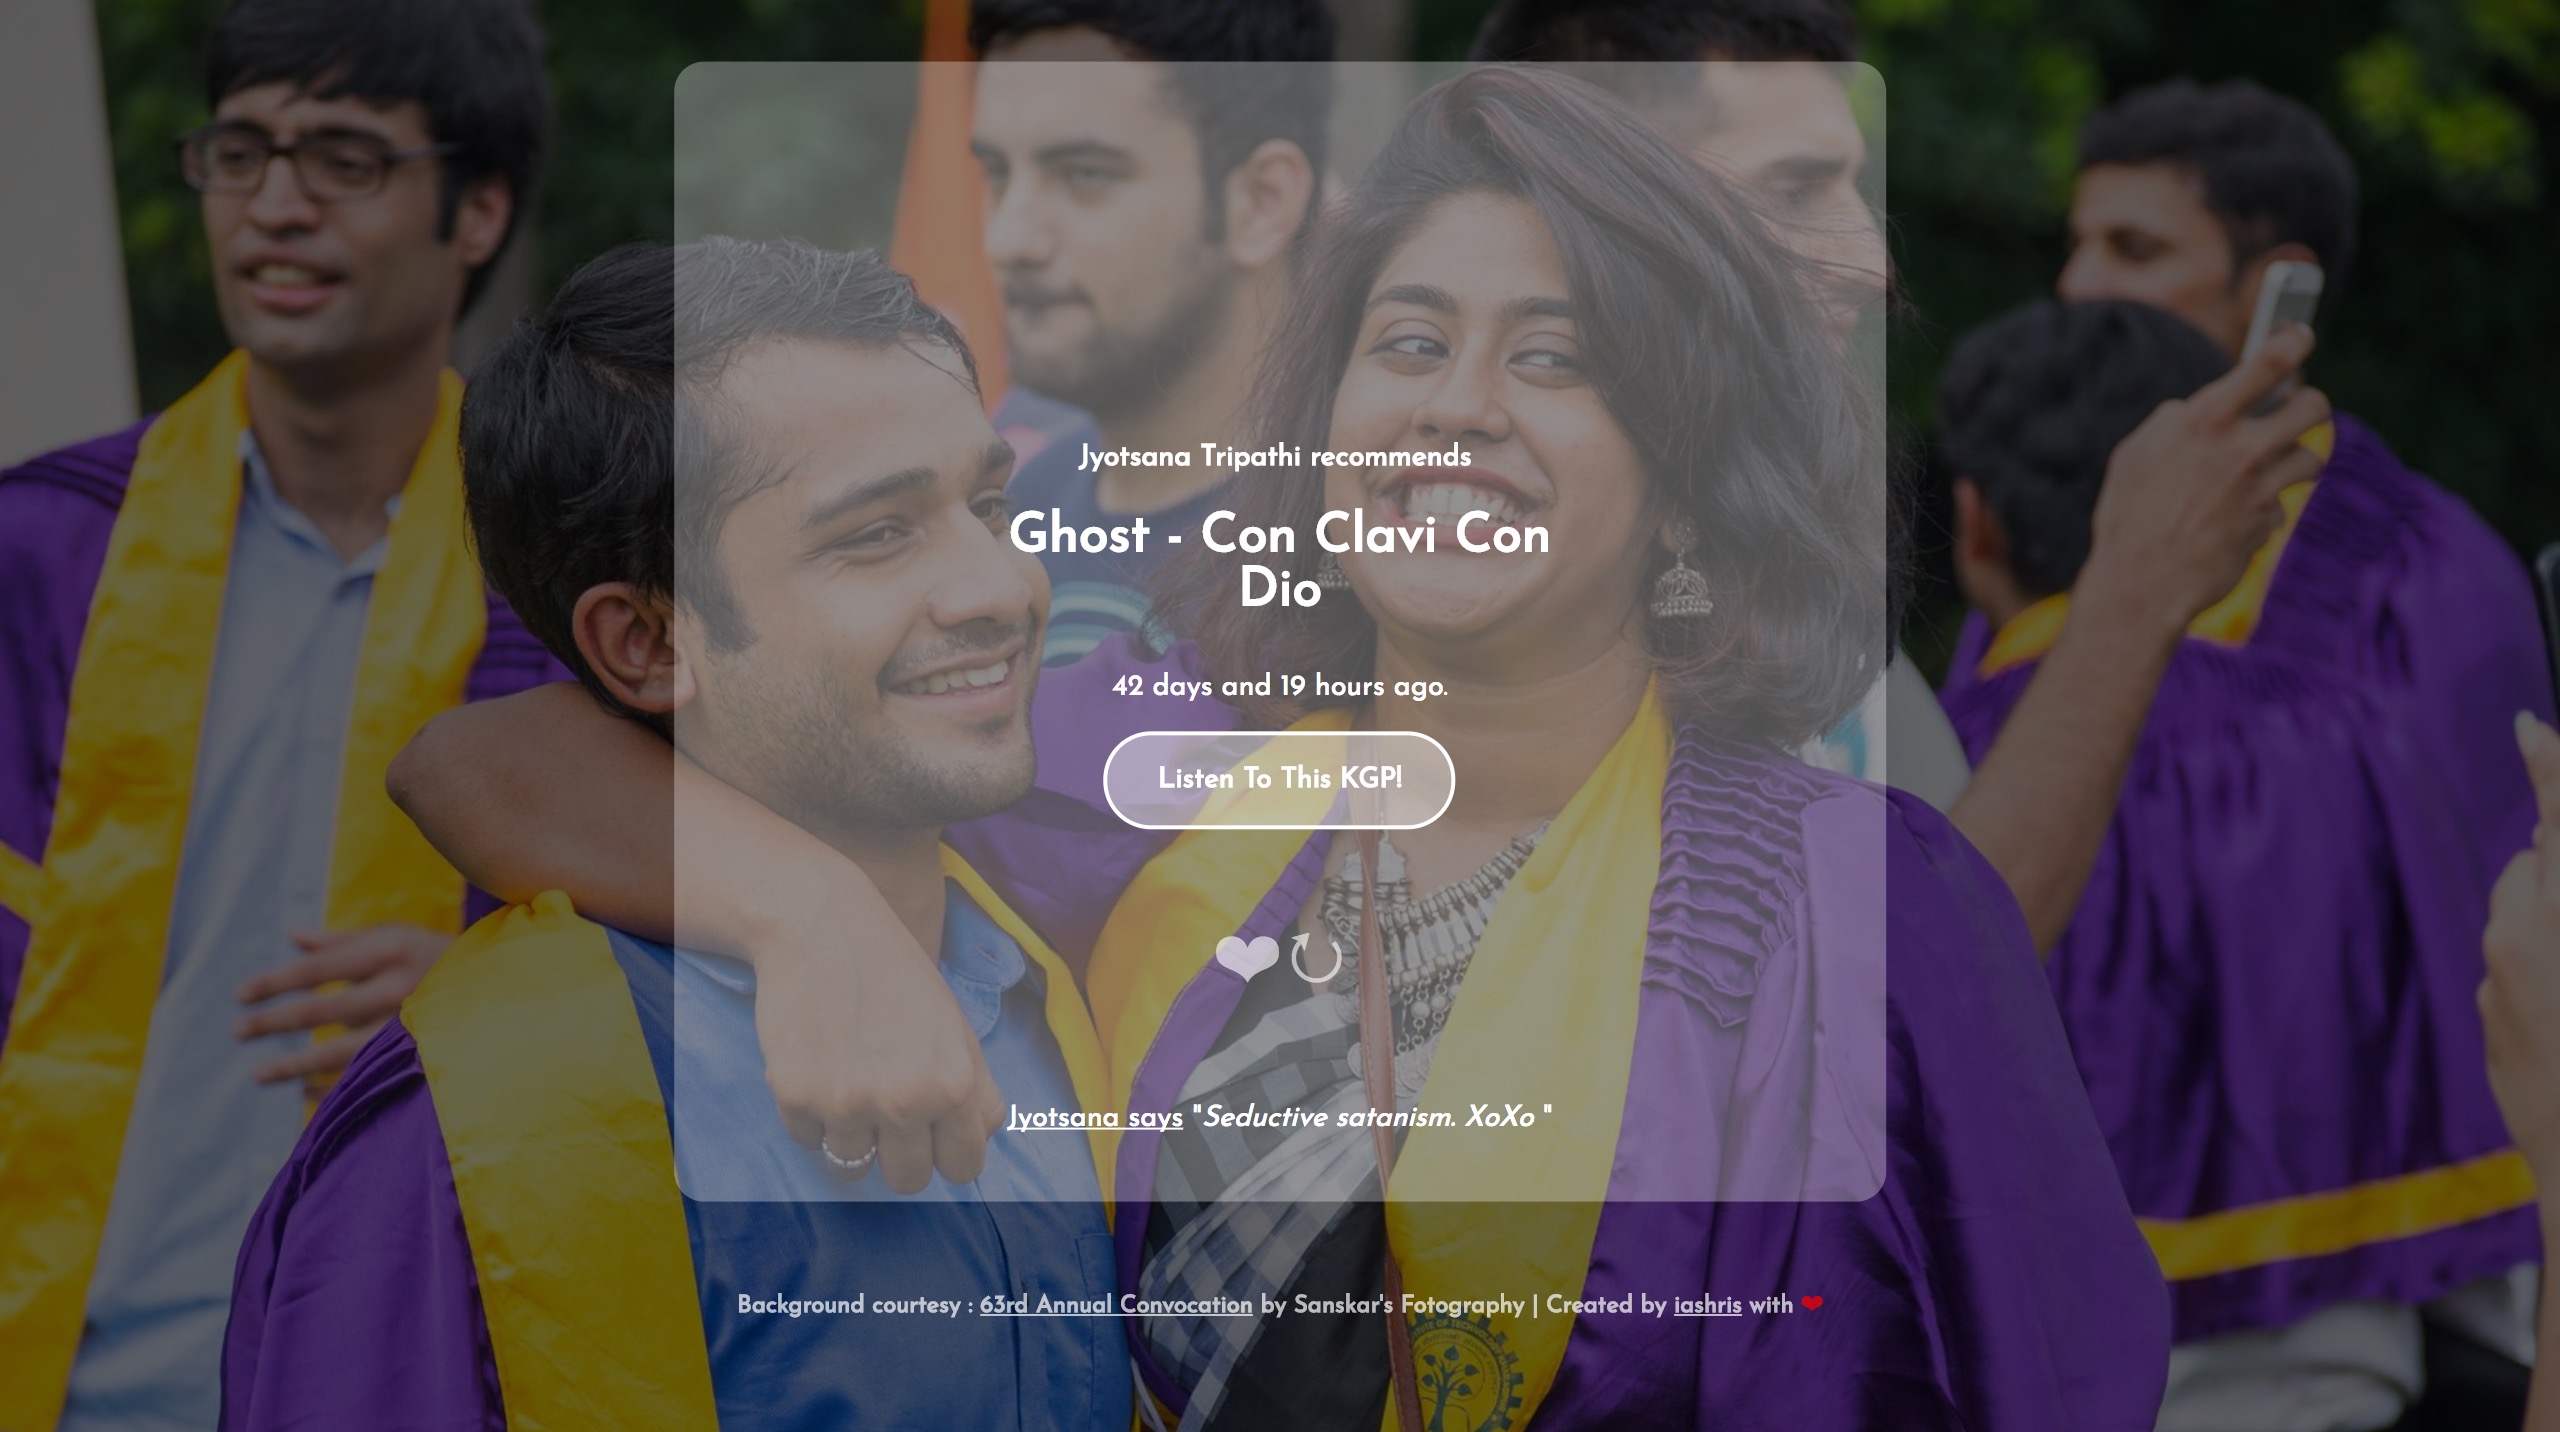 Jyotsana Tripathi recommends
Ghost - Con Clavi Con
Dio
42 days and 19 hours ago.
Listen To This KGP!
Jyotsana says "Seductive satanism. XoXo "
Background courtesy : 63rd Annual Convocation by Sanskar's Fotography | Created by iashris with ❤